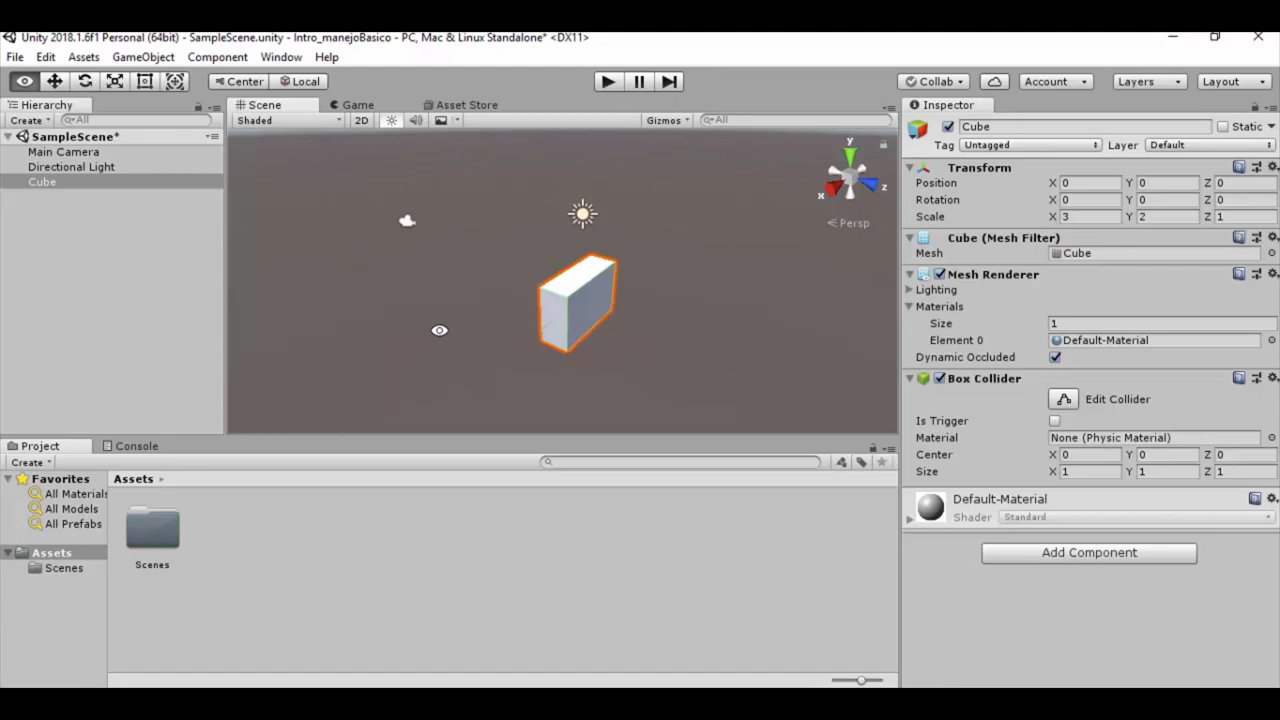 Unity 2018.1.6f1 Personal (64bit) - SampleScene.unity - Intro_manejoBasico - PC, Mac & Linux Standalone* <DX11>
File Edit Assets GameObject Component Window Help
Center Local Collab Account Layers Layout
Hierarchy
Create All
SampleScene*
Main Camera
Directional Light
Cube
Scene Game Asset Store
Shaded 2D Gizmos All
y
x
z
Persp
Inspector
Cube Static
Tag Untagged Layer Default
Transform
Position X 0 Y 0 Z 0
Rotation X 0 Y 0 Z 0
Scale X 3 Y 2 Z 1
Cube (Mesh Filter)
Mesh Cube
Mesh Renderer
Lighting
Materials
Size 1
Element 0 Default-Material
Dynamic Occluded
Box Collider
Edit Collider
Is Trigger
Material None (Physic Material)
Center X 0 Y 0 Z 0
Size X 1 Y 1 Z 1
Default-Material
Shader Standard
Add Component
Project Console
Create
Favorites
All Materials
All Models
All Prefabs
Assets
Scenes
Assets
Scenes